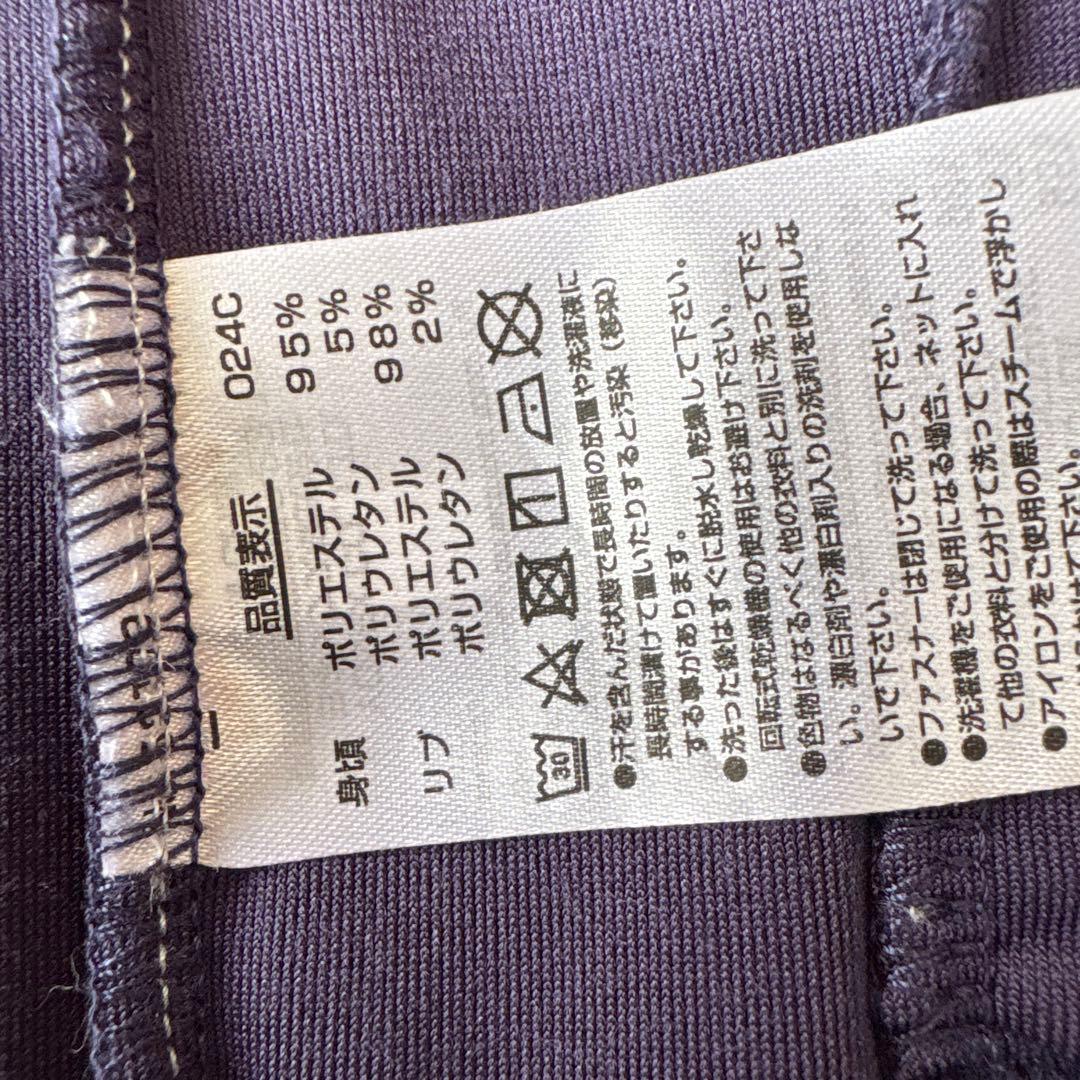 024C
品質表示
身頃 ポリエステル 95%
ポリウレタン 5%
リブ ポリエステル 98%
ポリウレタン 2%
30
●汗を含んだ状態で長時間の放置や洗濯液に
長時間漬けて置いたりすると汚染(移染)
する事があります。
●洗った後はすぐに脱水し乾燥して下さい。
回転式乾燥機の使用はお避け下さい。
●色物はなるべく他の衣料と別に洗って下さ
い。漂白剤や漂白剤入りの洗剤を使用しな
いで下さい。
●ファスナーは閉じて洗って下さい。
●洗濯機をご使用になる場合、ネットに入れ
て他の衣料と分けて洗って下さい。
●アイロンをご使用の際はスチームで浮かし